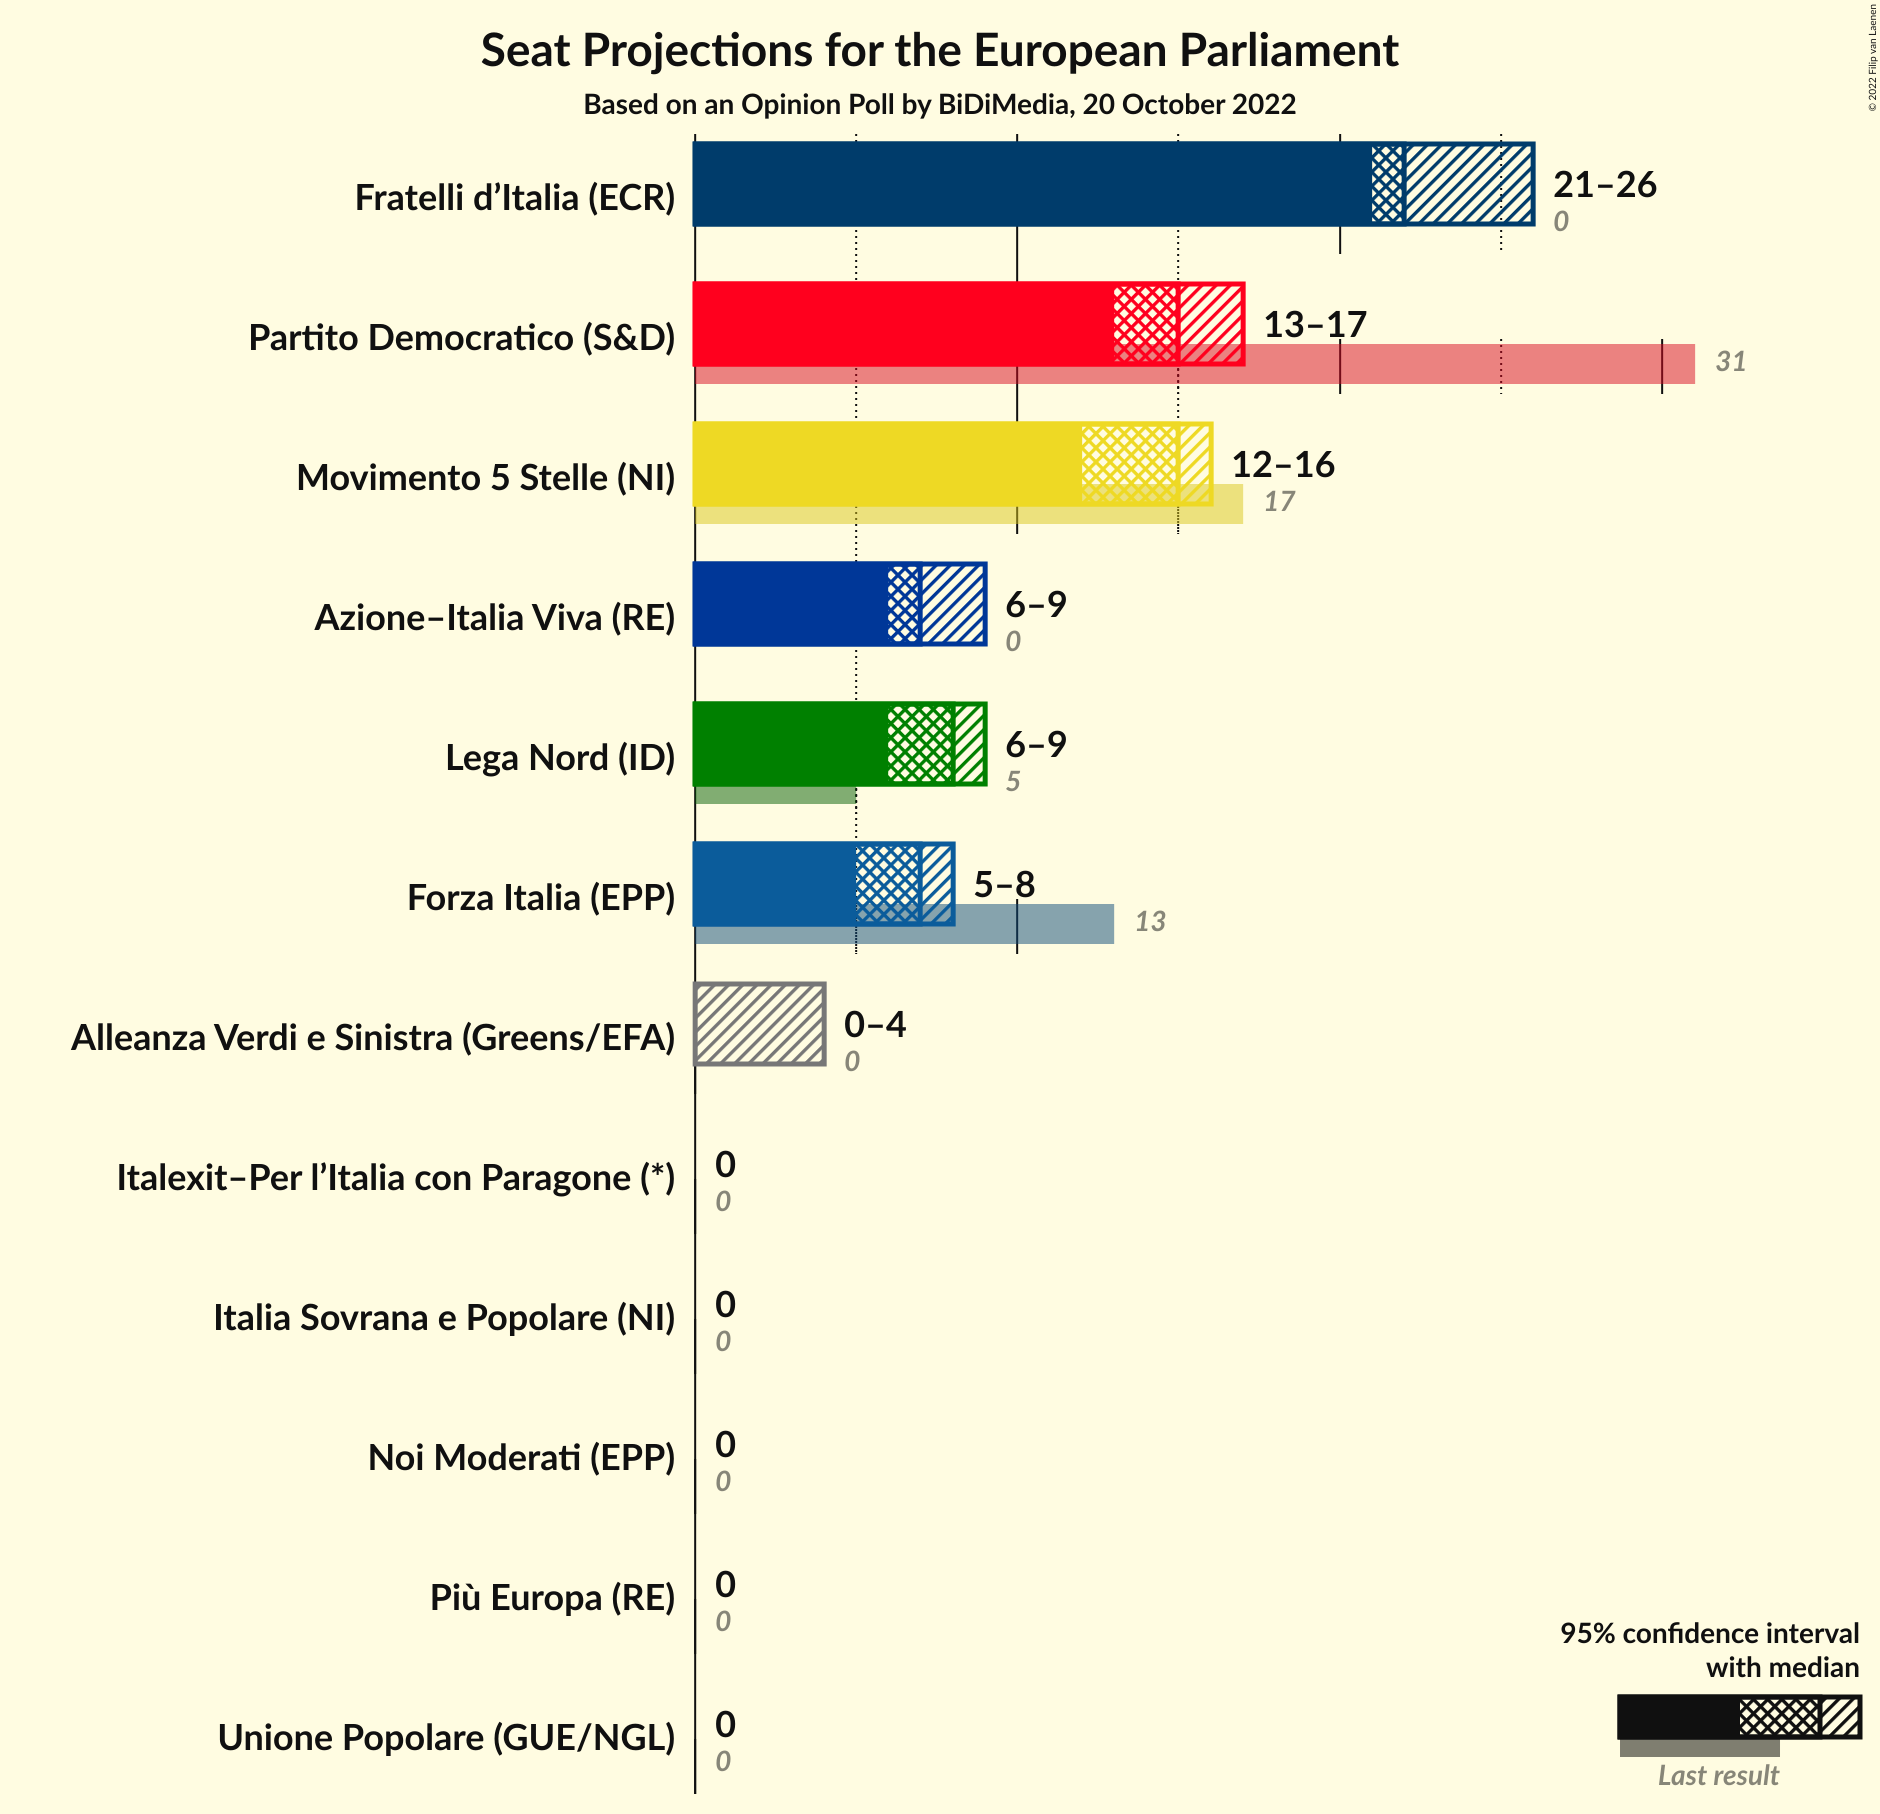 Seat Projections for the European Parliament
Based on an Opinion Poll by BiDiMedia, 20 October 2022
© 2022 Filip van Laenen
Fratelli d’Italia (ECR)
21–26
0
Partito Democratico (S&D)
13–17
31
Movimento 5 Stelle (NI)
12–16
17
Azione–Italia Viva (RE)
6–9
0
Lega Nord (ID)
6–9
5
Forza Italia (EPP)
5–8
13
Alleanza Verdi e Sinistra (Greens/EFA)
0–4
0
Italexit–Per l’Italia con Paragone (*)
0
0
Italia Sovrana e Popolare (NI)
0
0
Noi Moderati (EPP)
0
0
Più Europa (RE)
0
0
Unione Popolare (GUE/NGL)
0
0
95% confidence interval
with median
Last result